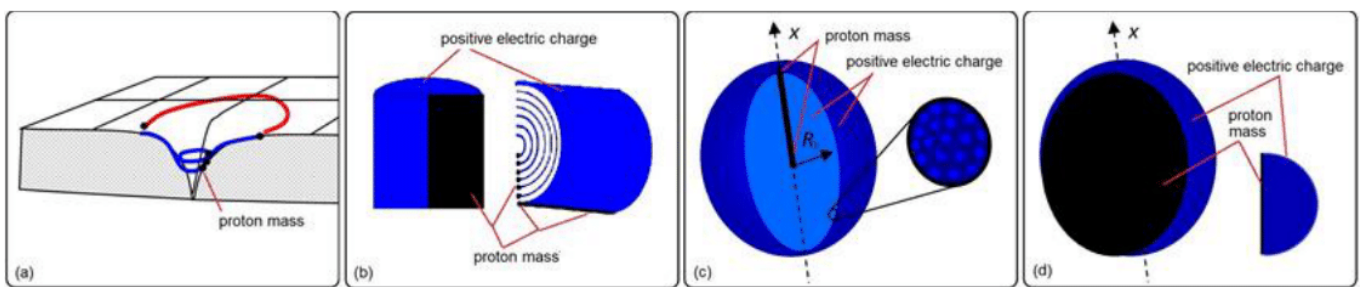 proton mass
(a)
positive electric charge
proton mass
(b)
x
proton mass
positive electric charge
R
(c)
x
positive electric charge
proton
mass
(d)